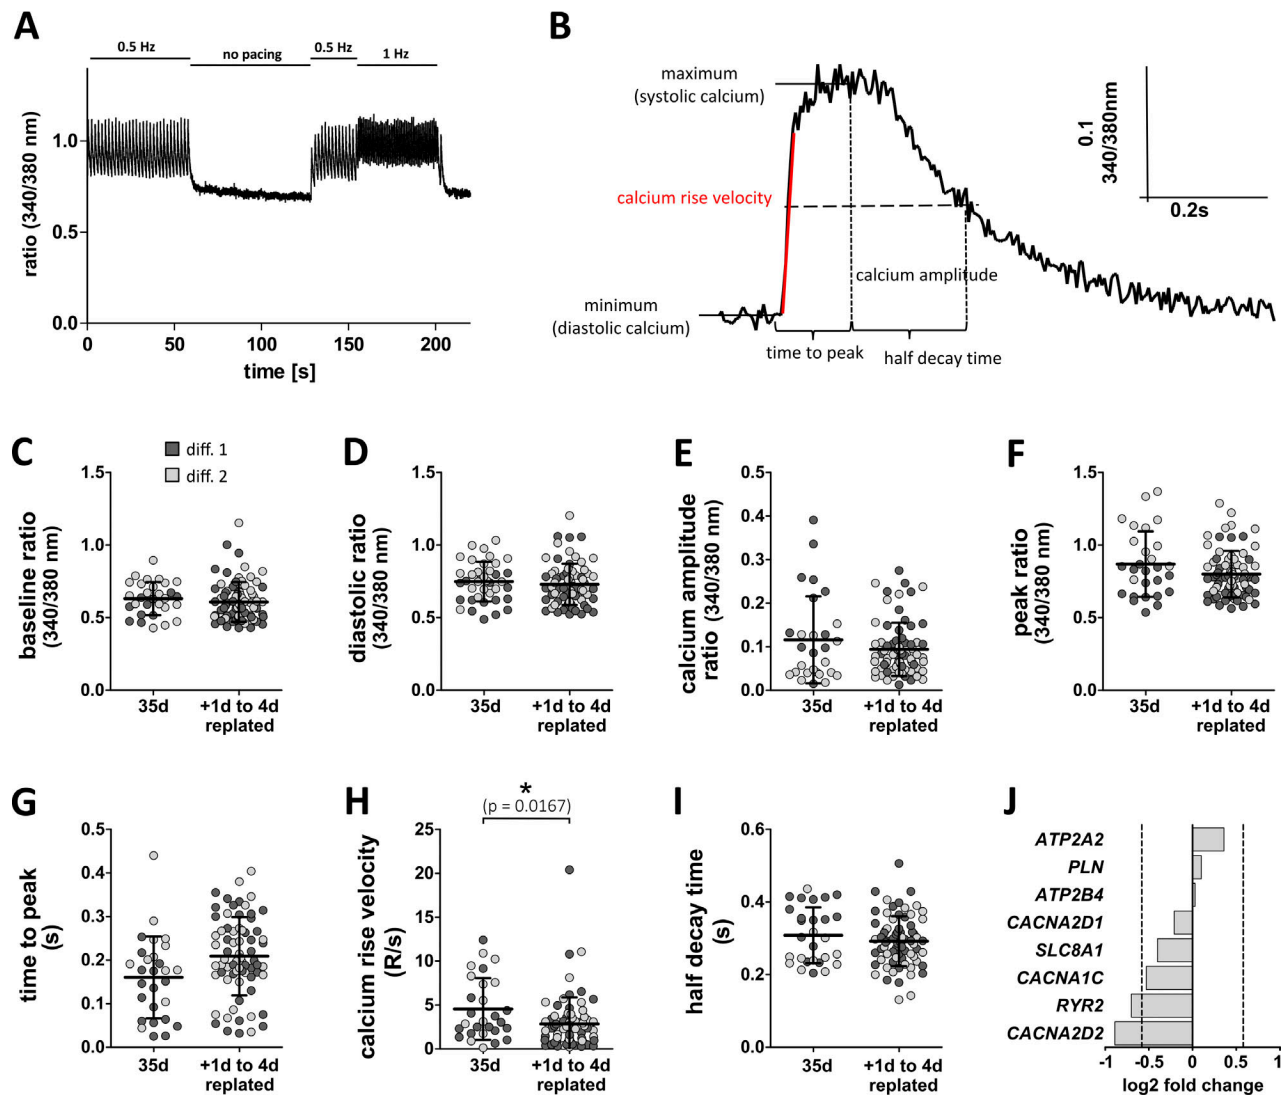 A
0.5 Hz
no pacing
0.5 Hz
1 Hz
ratio (340/380 nm)
1.0
0.5
0.0
0
50
100
150
200
time [s]
B
maximum
(systolic calcium)
calcium rise velocity
minimum
(diastolic calcium)
calcium amplitude
time to peak
half decay time
0.1
340/380nm
0.2s
C
diff. 1
diff. 2
baseline ratio
(340/380 nm)
1.5
1.0
0.5
0.0
35d
+1d to 4d
replated
D
diastolic ratio
(340/380 nm)
1.5
1.0
0.5
0.0
35d
+1d to 4d
replated
E
calcium amplitude
ratio (340/380 nm)
0.5
0.4
0.3
0.2
0.1
0.0
35d
+1d to 4d
replated
F
peak ratio
(340/380 nm)
1.5
1.0
0.5
0.0
35d
+1d to 4d
replated
G
time to peak
(s)
0.5
0.4
0.3
0.2
0.1
0.0
35d
+1d to 4d
replated
H
*
(p = 0.0167)
calcium rise velocity
(R/s)
25
20
15
10
5
0
35d
+1d to 4d
replated
I
half decay time
(s)
0.6
0.4
0.2
0.0
35d
+1d to 4d
replated
J
ATP2A2
PLN
ATP2B4
CACNA2D1
SLC8A1
CACNA1C
RYR2
CACNA2D2
-1
-0.5
0
0.5
1
log2 fold change